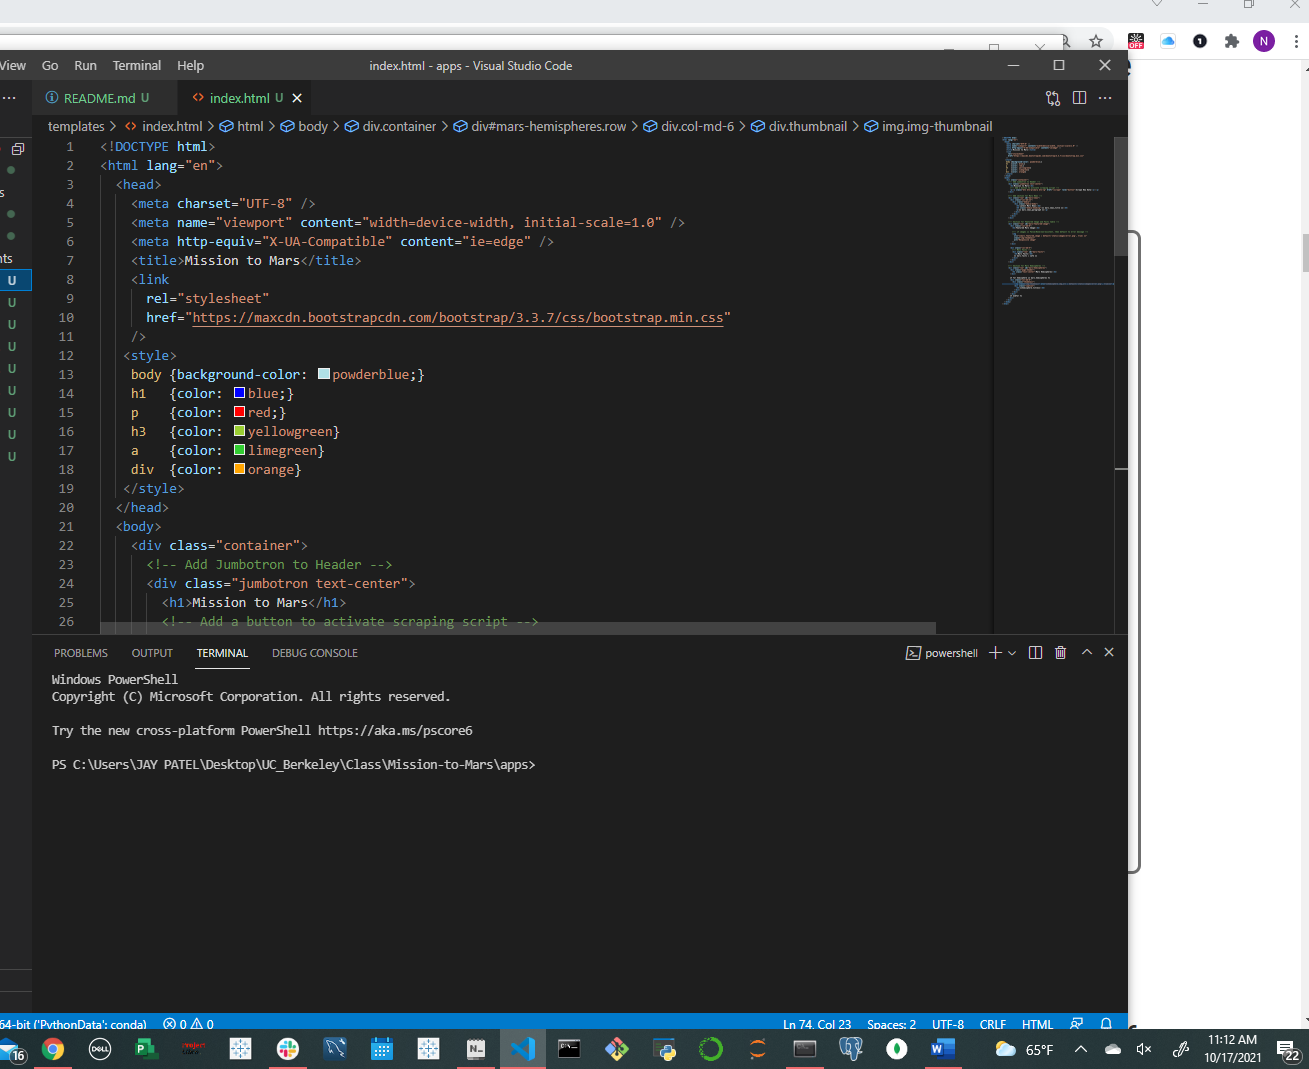 N
View Go Run Terminal Help index.html - apps - Visual Studio Code
README.md U index.html U
templates > index.html > html > body > div.container > div#mars-hemispheres.row > div.col-md-6 > div.thumbnail > img.img-thumbnail
1 <!DOCTYPE html>
2 <html lang="en">
3 <head>
4 <meta charset="UTF-8" />
5 <meta name="viewport" content="width=device-width, initial-scale=1.0" />
6 <meta http-equiv="X-UA-Compatible" content="ie=edge" />
7 <title>Mission to Mars</title>
8 <link
9 rel="stylesheet"
10 href="https://maxcdn.bootstrapcdn.com/bootstrap/3.3.7/css/bootstrap.min.css"
11 />
12 <style>
13 body {background-color: powderblue;}
14 h1 {color: blue;}
15 p {color: red;}
16 h3 {color: yellowgreen}
17 a {color: limegreen}
18 div {color: orange}
19 </style>
20 </head>
21 <body>
22 <div class="container">
23 <!-- Add Jumbotron to Header -->
24 <div class="jumbotron text-center">
25 <h1>Mission to Mars</h1>
26 <!-- Add a button to activate scraping script -->
s
nts
U
U
U
U
U
U
U
U
U
PROBLEMS OUTPUT TERMINAL DEBUG CONSOLE powershell
Windows PowerShell
Copyright (C) Microsoft Corporation. All rights reserved.
Try the new cross-platform PowerShell https://aka.ms/pscore6
PS C:\Users\JAY PATEL\Desktop\UC_Berkeley\Class\Mission-to-Mars\apps>
64-bit ('PythonData': conda) 0 0 Ln 74, Col 23 Spaces: 2 UTF-8 CRLF HTML
16 DELL 65°F 11:12 AM
10/17/2021 22